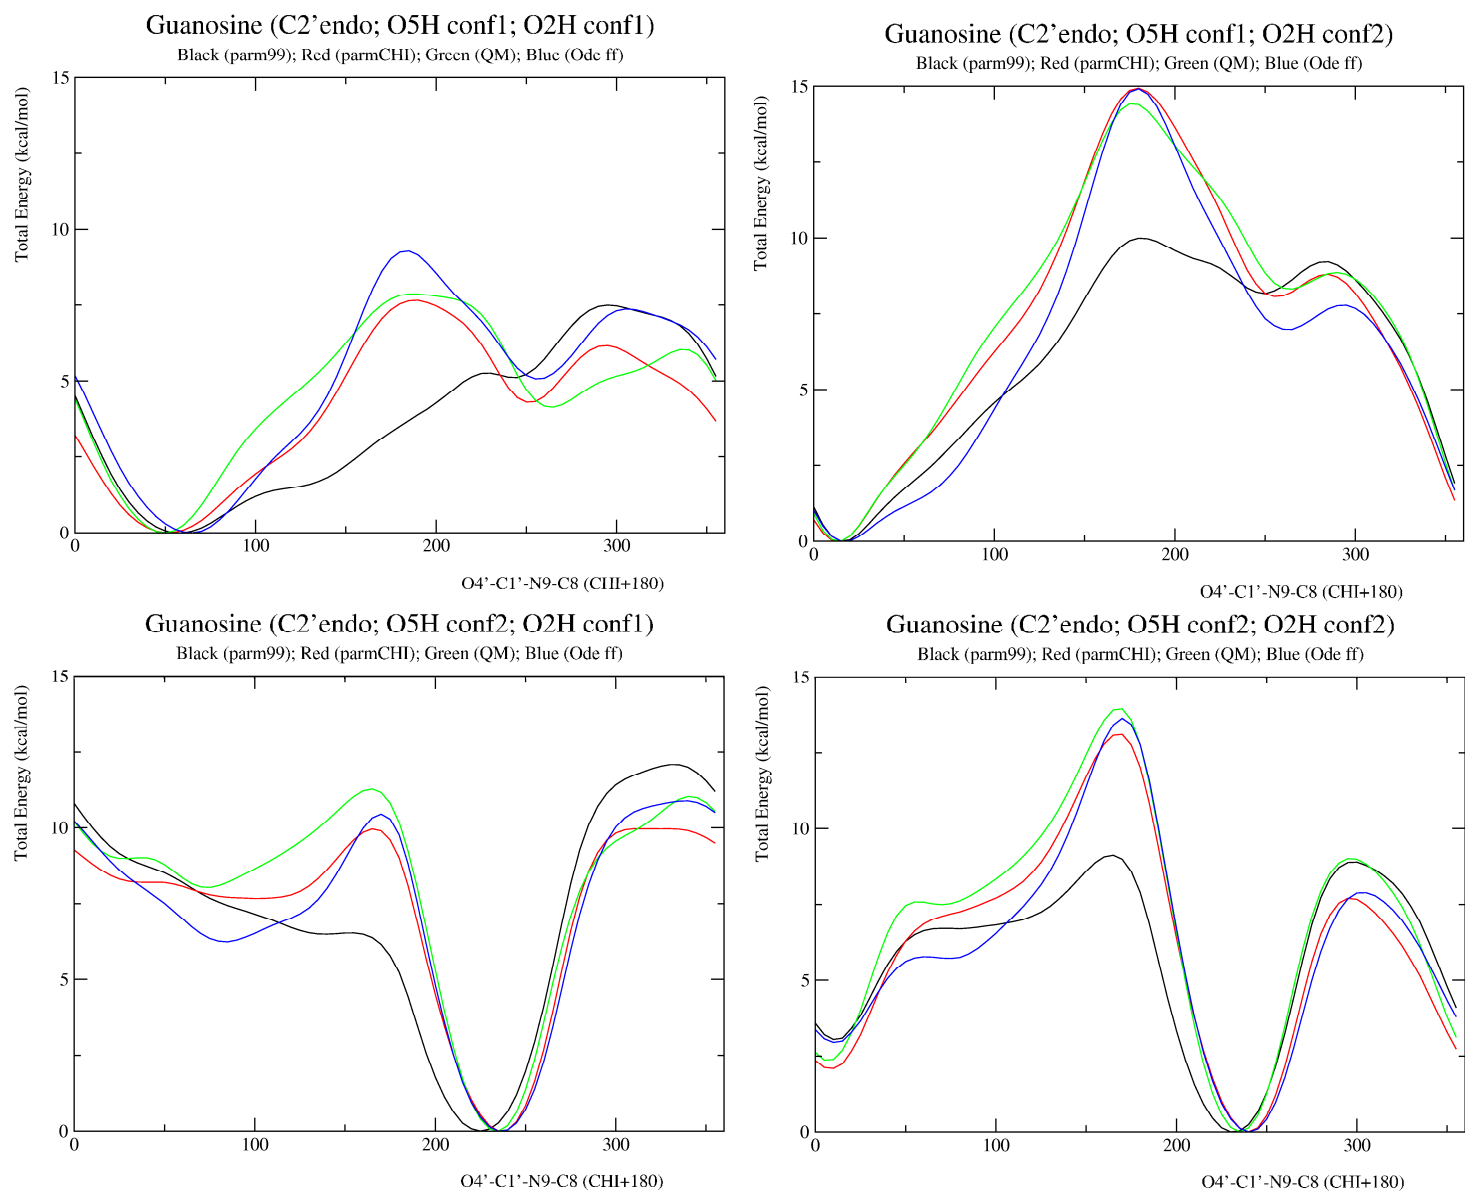 Guanosine (C2'endo; O5H conf1; O2H conf1)
Black (parm99); Red (parmCHI); Green (QM); Blue (Ode ff)
15
10
5
0
Total Energy (kcal/mol)
0 100 200 300
O4'-C1'-N9-C8 (CHI+180)
Guanosine (C2'endo; O5H conf1; O2H conf2)
Black (parm99); Red (parmCHI); Green (QM); Blue (Ode ff)
15
10
5
0
Total Energy (kcal/mol)
0 100 200 300
O4'-C1'-N9-C8 (CHI+180)
Guanosine (C2'endo; O5H conf2; O2H conf1)
Black (parm99); Red (parmCHI); Green (QM); Blue (Ode ff)
15
10
5
0
Total Energy (kcal/mol)
0 100 200 300
O4'-C1'-N9-C8 (CHI+180)
Guanosine (C2'endo; O5H conf2; O2H conf2)
Black (parm99); Red (parmCHI); Green (QM); Blue (Ode ff)
15
10
5
0
Total Energy (kcal/mol)
0 100 200 300
O4'-C1'-N9-C8 (CHI+180)